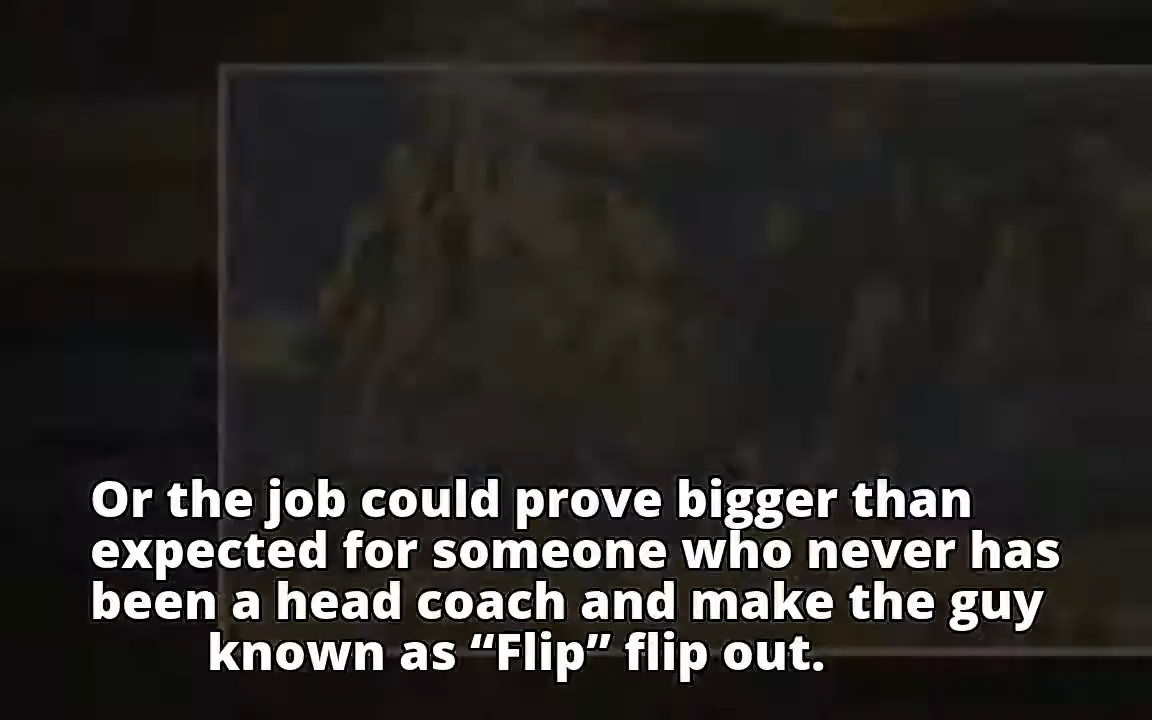 Or the job could prove bigger than
expected for someone who never has
been a head coach and make the guy
known as “Flip” flip out.